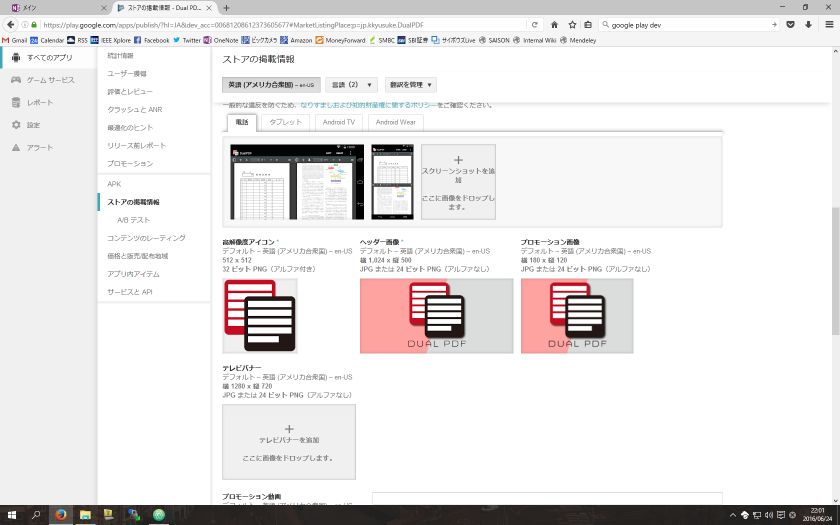 メイン
ストアの掲載情報 - Dual PD...
https://play.google.com/apps/publish/?hl=JA&dev_acc=00681208612373605677#MarketListingPlace:p=jp.kkyusuke.DualPDF
google play dev
Gmail
Calendar
RSS
IEEE Xplore
Facebook
Twitter
OneNote
ビックカメラ
Amazon
MoneyForward
SMBC
SBI証券
サイボウズLive
SAISON
Internal Wiki
Mendeley
すべてのアプリ
ゲーム サービス
レポート
設定
アラート
統計情報
ユーザー獲得
評価とレビュー
クラッシュと ANR
最適化のヒント
リリース前レポート
プロモーション
APK
ストアの掲載情報
A/B テスト
コンテンツのレーティング
価格と販売/配布地域
アプリ内アイテム
サービスと API
ストアの掲載情報
英語 (アメリカ合衆国) – en-US
言語 (2)
翻訳を管理
一般的な違反を防ぐため、なりすましおよび知的財産権に関するポリシーをご確認ください。
電話
タブレット
Android TV
Android Wear
DualPDF
スクリーンショットを追
加
ここに画像をドロップし
ます。
高解像度アイコン *
デフォルト – 英語 (アメリカ合衆国) – en-US
512 x 512
32 ビット PNG（アルファ付き）
ヘッダー画像 *
デフォルト – 英語 (アメリカ合衆国) – en-US
横 1,024 x 縦 500
JPG または 24 ビット PNG（アルファなし）
プロモーション画像
デフォルト – 英語 (アメリカ合衆国) – en-US
横 180 x 縦 120
JPG または 24 ビット PNG（アルファなし）
DUAL PDF
DUAL PDF
テレビバナー
デフォルト – 英語 (アメリカ合衆国) – en-US
横 1280 x 縦 720
JPG または 24 ビット PNG（アルファなし）
テレビバナーを追加
ここに画像をドロップします。
プロモーション動画
デフォルト – 英語 (アメリカ合衆国) – en-US
22:01
2016/06/24